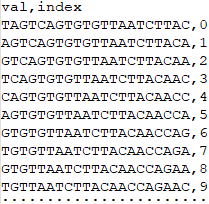 val,index
TAGTCAGTGTGTTAATCTTAC,0
AGTCAGTGTGTTAATCTTACA,1
GTCAGTGTGTTAATCTTACAA,2
TCAGTGTGTTAATCTTACAAC,3
CAGTGTGTTAATCTTACAACC,4
AGTGTGTTAATCTTACAACCA,5
GTGTGTTAATCTTACAACCAG,6
TGTGTTAATCTTACAACCAGA,7
GTGTTAATCTTACAACCAGAA,8
TGTTAATCTTACAACCAGAAC,9